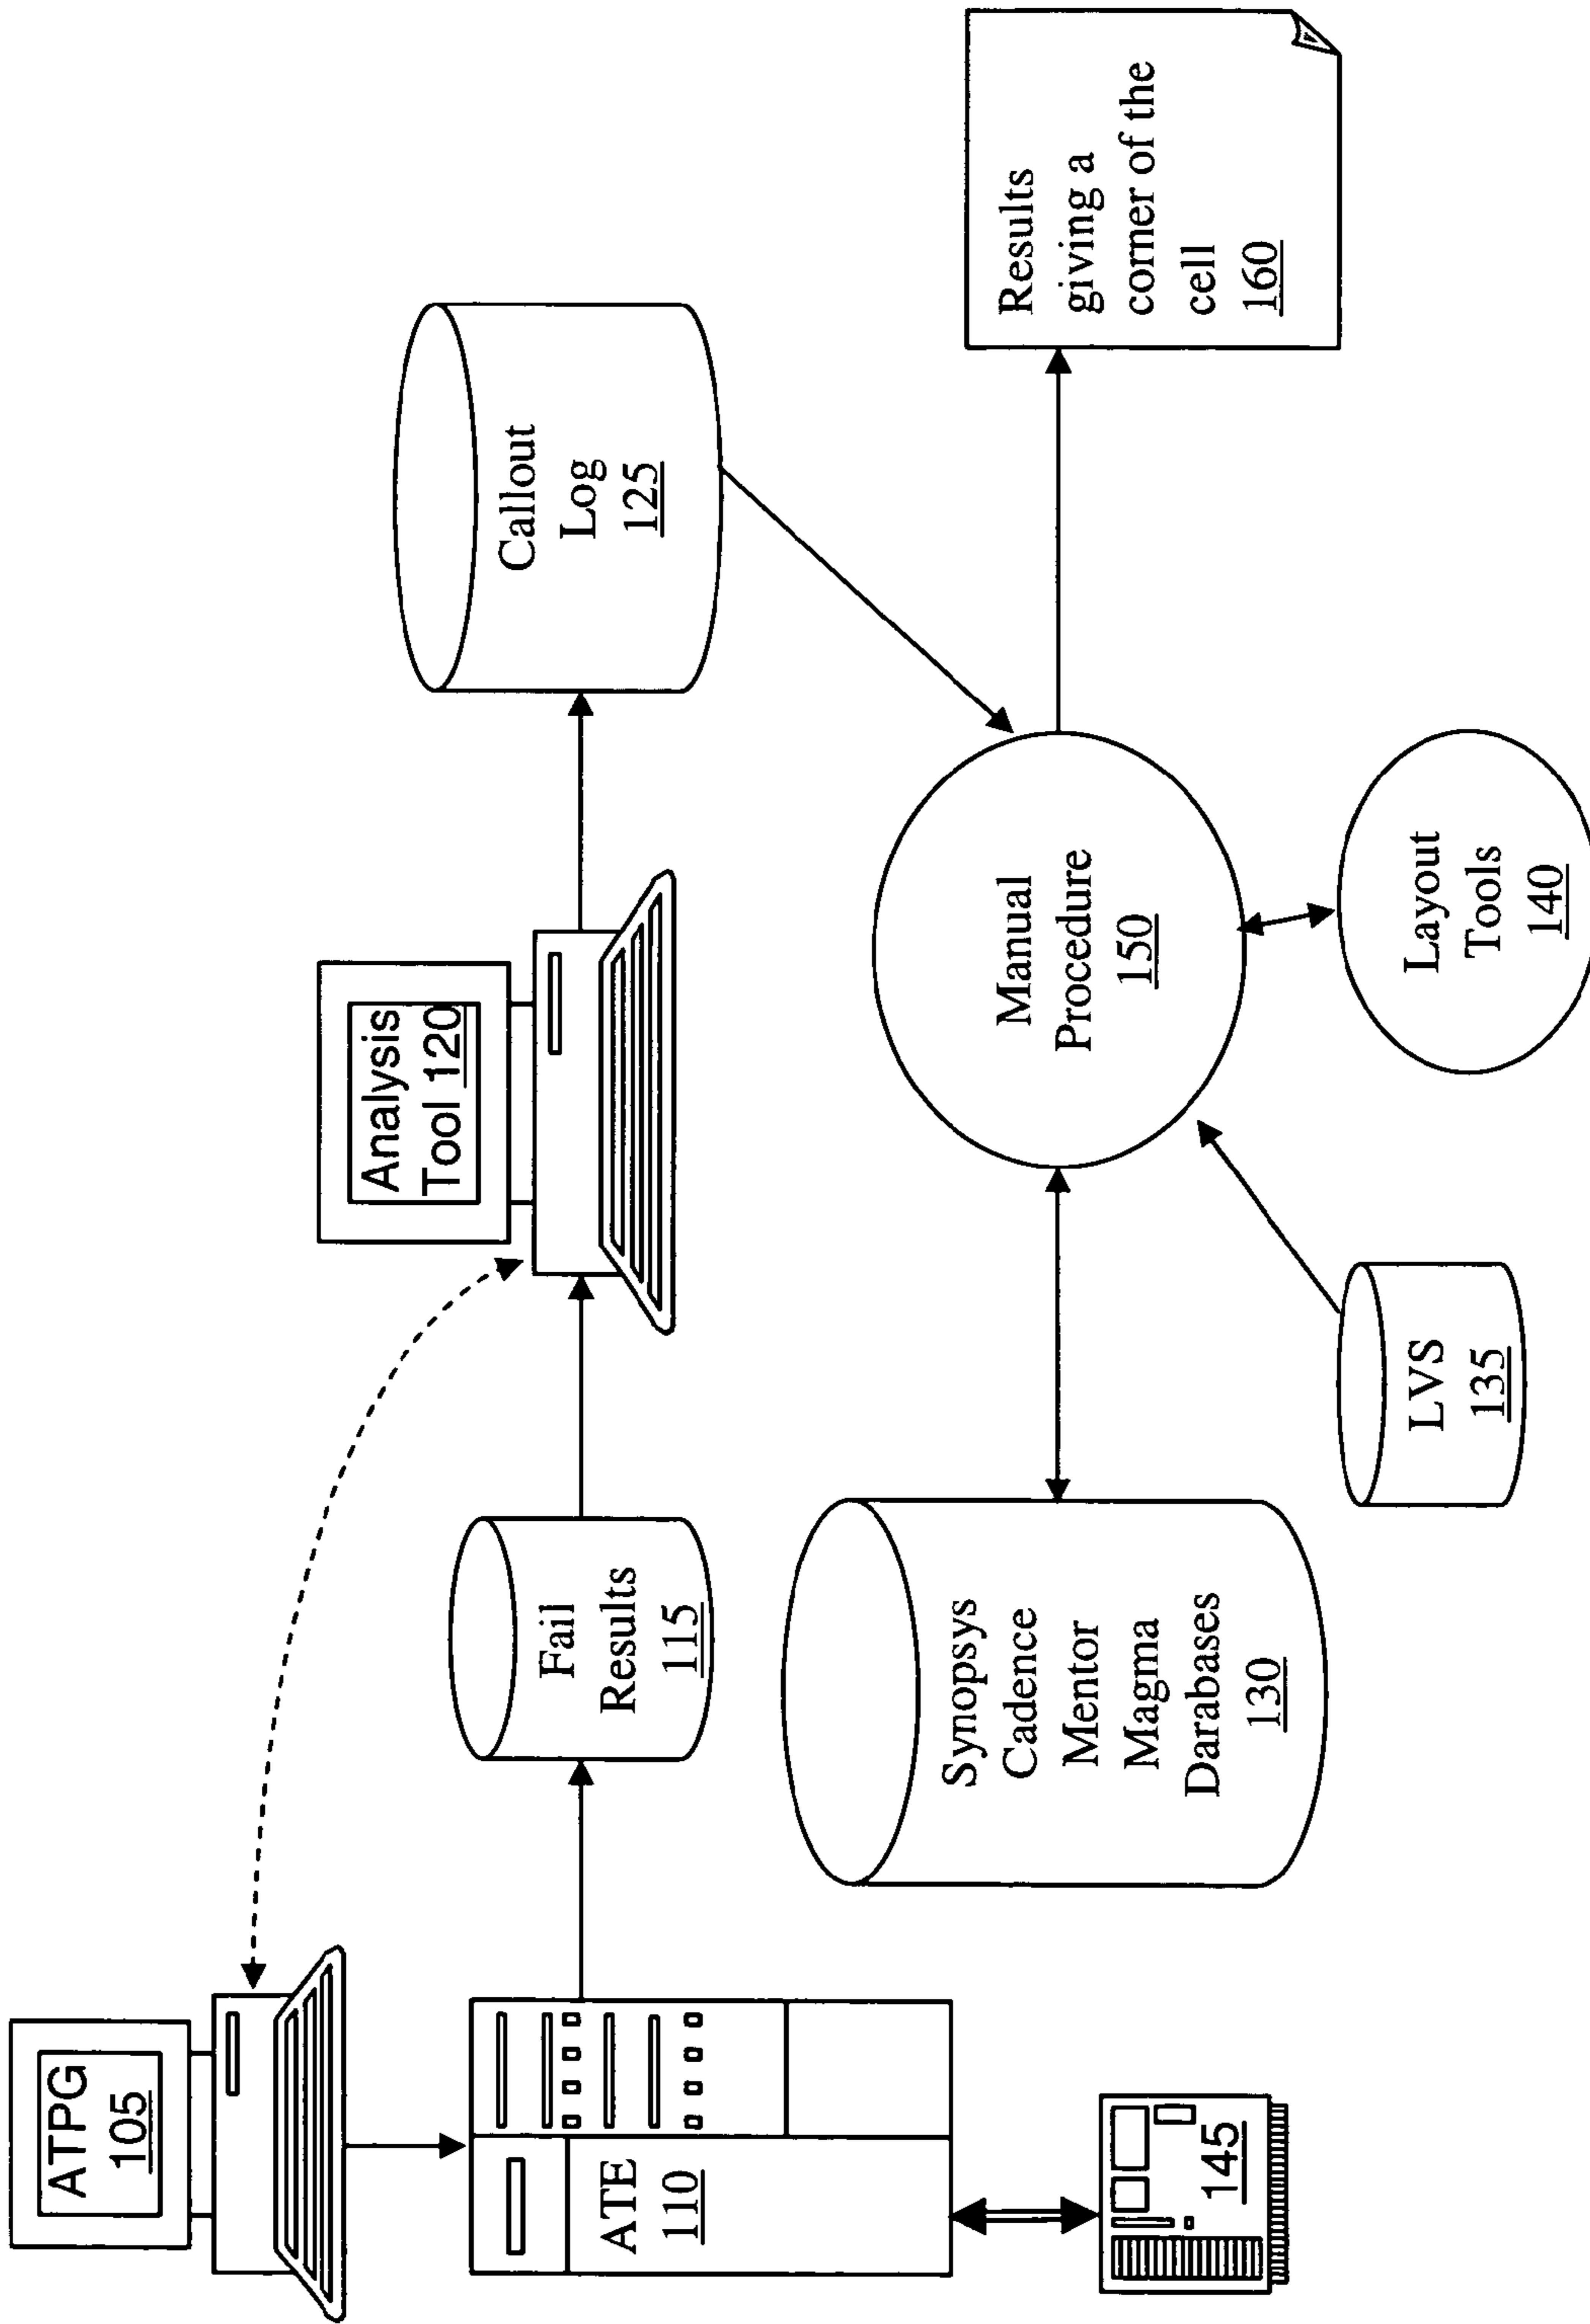 ATPG
105
Analysis
Tool 120
Callout
Log
125
Fail
Results
115
ATE
110
Synopsys
Cadence
Mentor
Magma
Darabases
130
Manual
Procedure
150
Results
giving a
corner of the
cell
160
145
LVS
135
Layout
Tools
140